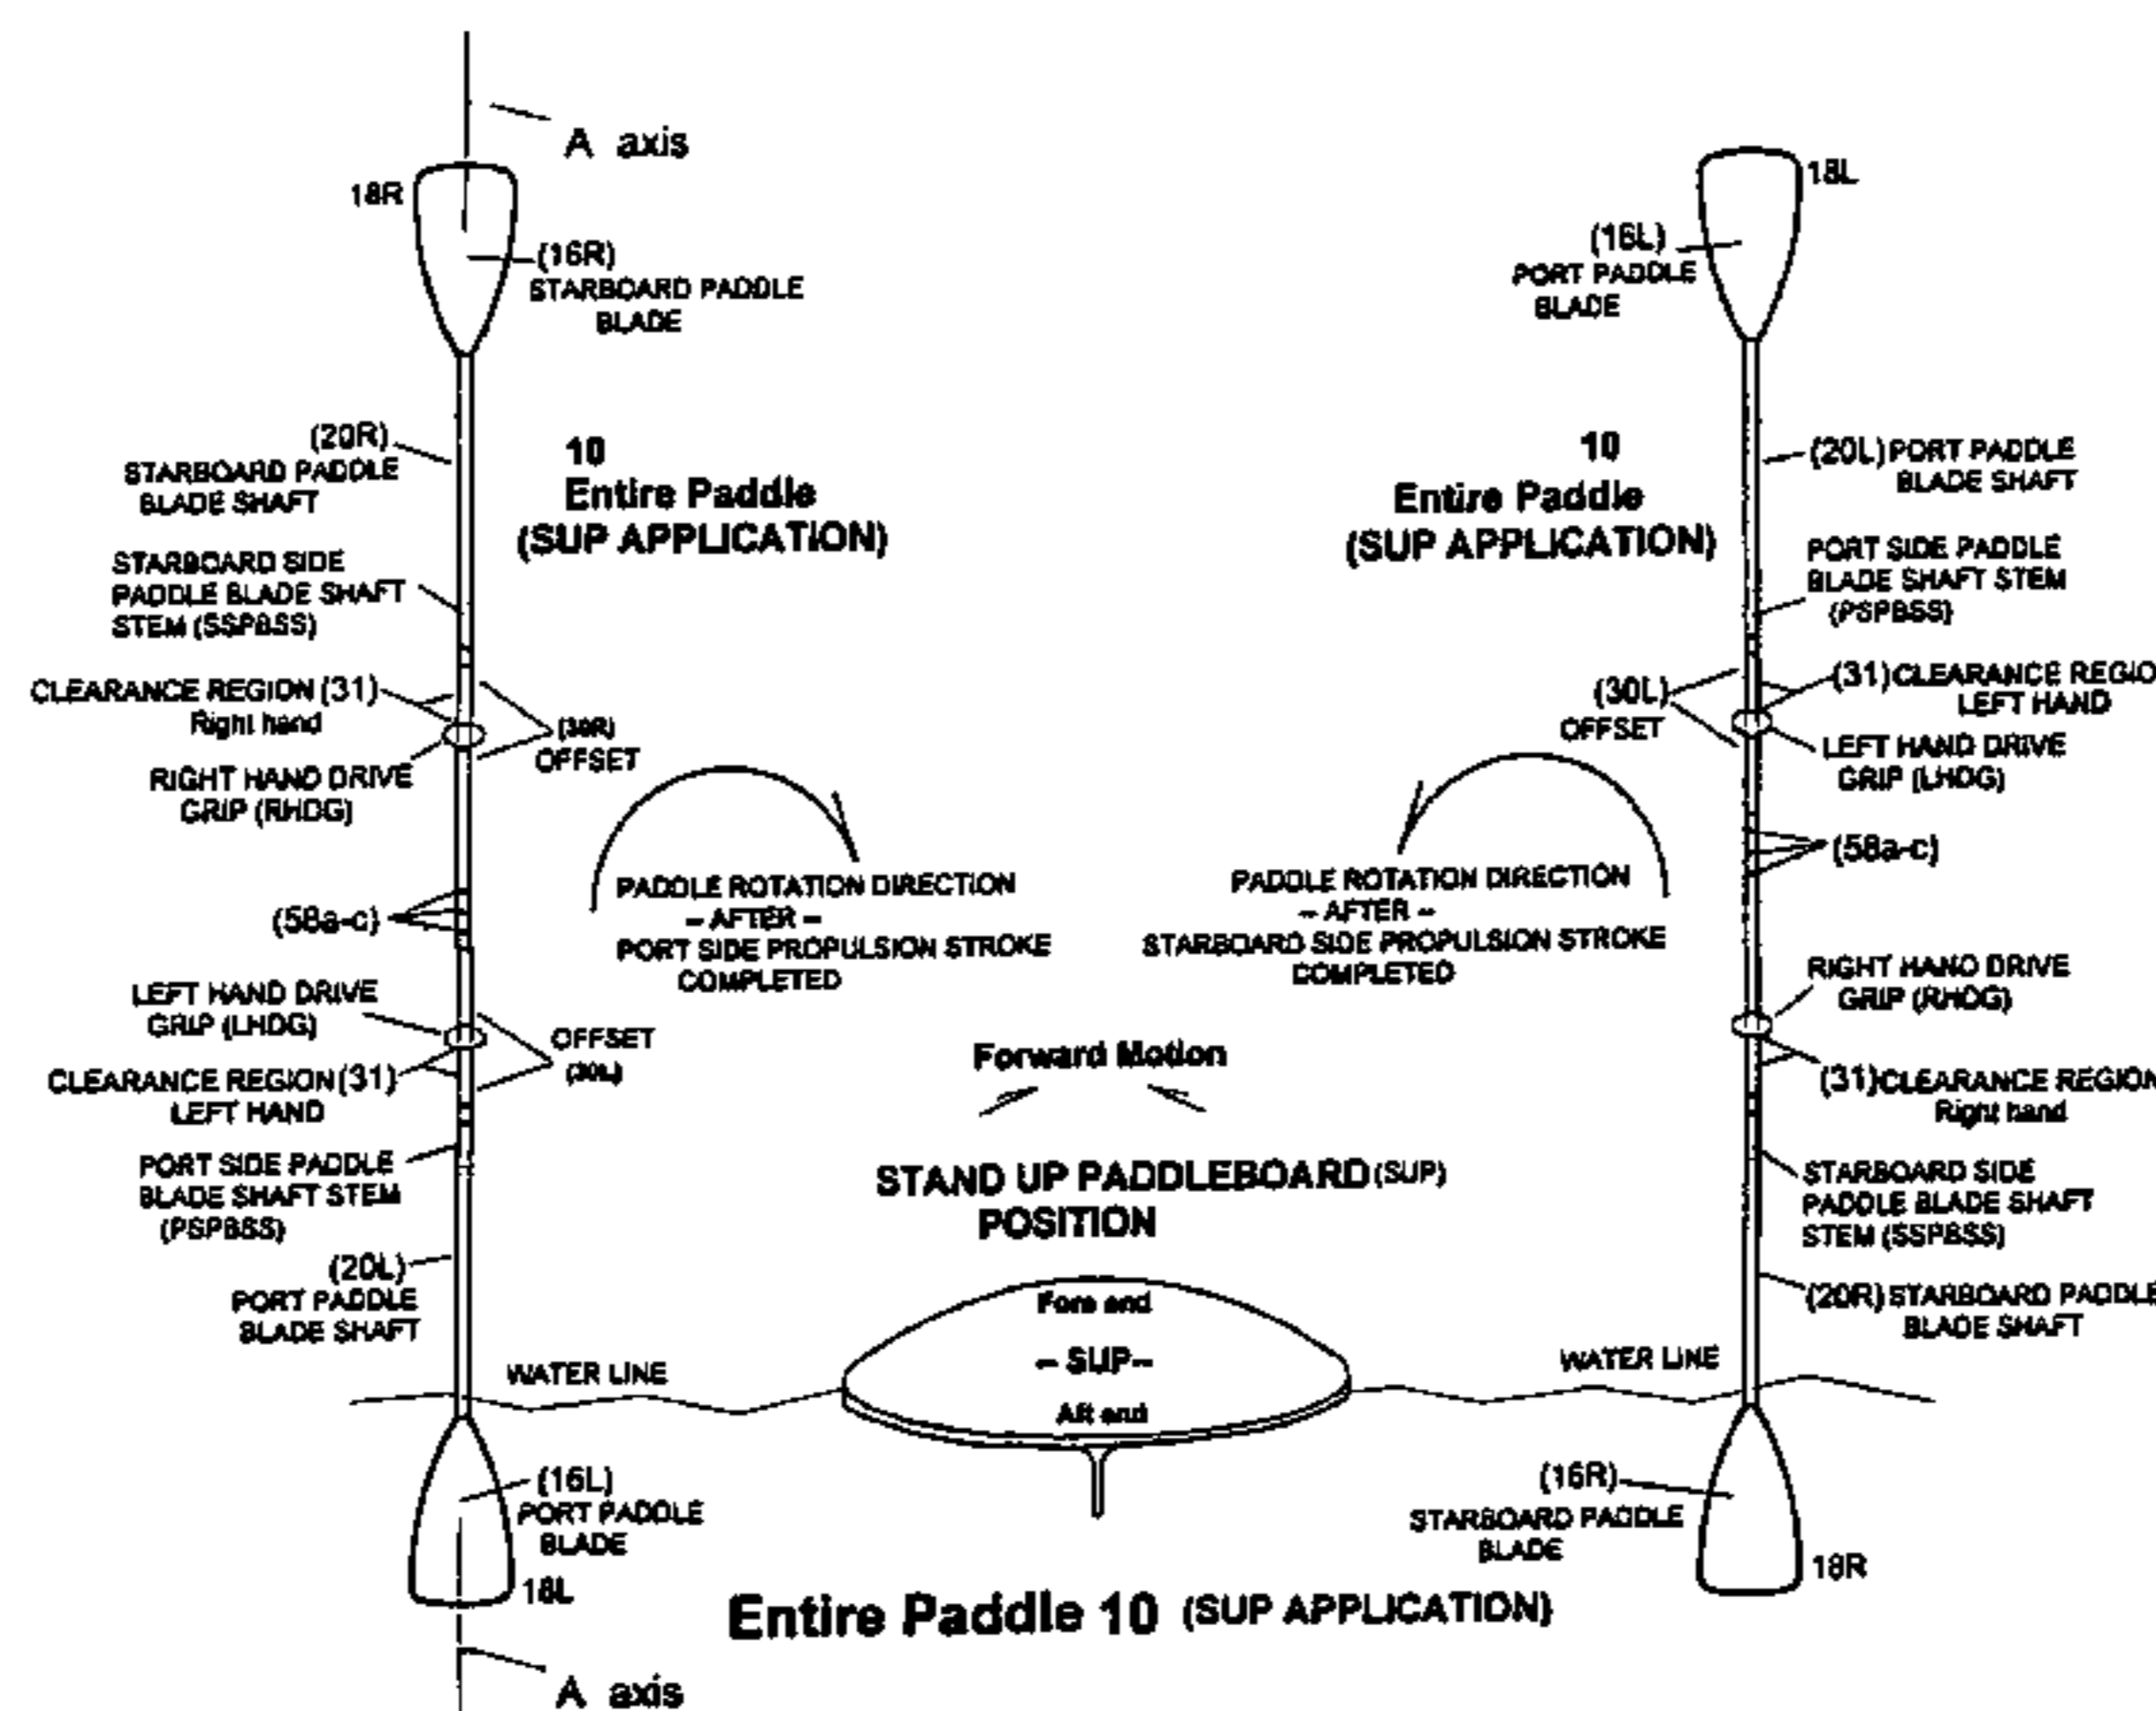 A axis
18R
(16R)
STARBOARD PADDLE
BLADE
(20R)
STARBOARD PADDLE
BLADE SHAFT
10
Entire Paddle
(SUP APPLICATION)
STARBOARD SIDE
PADDLE BLADE SHAFT
STEM (SSPBSS)
CLEARANCE REGION (31)
Right hand
(30R)
OFFSET
RIGHT HAND DRIVE
GRIP (RHDG)
PADDLE ROTATION DIRECTION
-- AFTER --
PORT SIDE PROPULSION STROKE
COMPLETED
(58a-c)
LEFT HAND DRIVE
GRIP (LHDG)
OFFSET
(30L)
CLEARANCE REGION (31)
LEFT HAND
PORT SIDE PADDLE
BLADE SHAFT STEM
(PSPBSS)
(20L)
PORT PADDLE
BLADE SHAFT
WATER LINE
(16L)
PORT PADDLE
BLADE
18L
A axis
Forward Motion
STAND UP PADDLEBOARD (SUP)
POSITION
Fore end
-- SUP--
Aft end
Entire Paddle 10 (SUP APPLICATION)
18L
(16L)
PORT PADDLE
BLADE
(20L) PORT PADDLE
BLADE SHAFT
10
Entire Paddle
(SUP APPLICATION)
PORT SIDE PADDLE
BLADE SHAFT STEM
(PSPBSS)
(30L)
OFFSET
(31) CLEARANCE REGIO
LEFT HAND
LEFT HAND DRIVE
GRIP (LHDG)
(58a-c)
PADDLE ROTATION DIRECTION
-- AFTER --
STARBOARD SIDE PROPULSION STROKE
COMPLETED
RIGHT HAND DRIVE
GRIP (RHDG)
(31) CLEARANCE REGION
Right hand
STARBOARD SIDE
PADDLE BLADE SHAFT
STEM (SSPBSS)
(20R) STARBOARD PADDLE
BLADE SHAFT
WATER LINE
(16R)
STARBOARD PADDLE
BLADE
18R